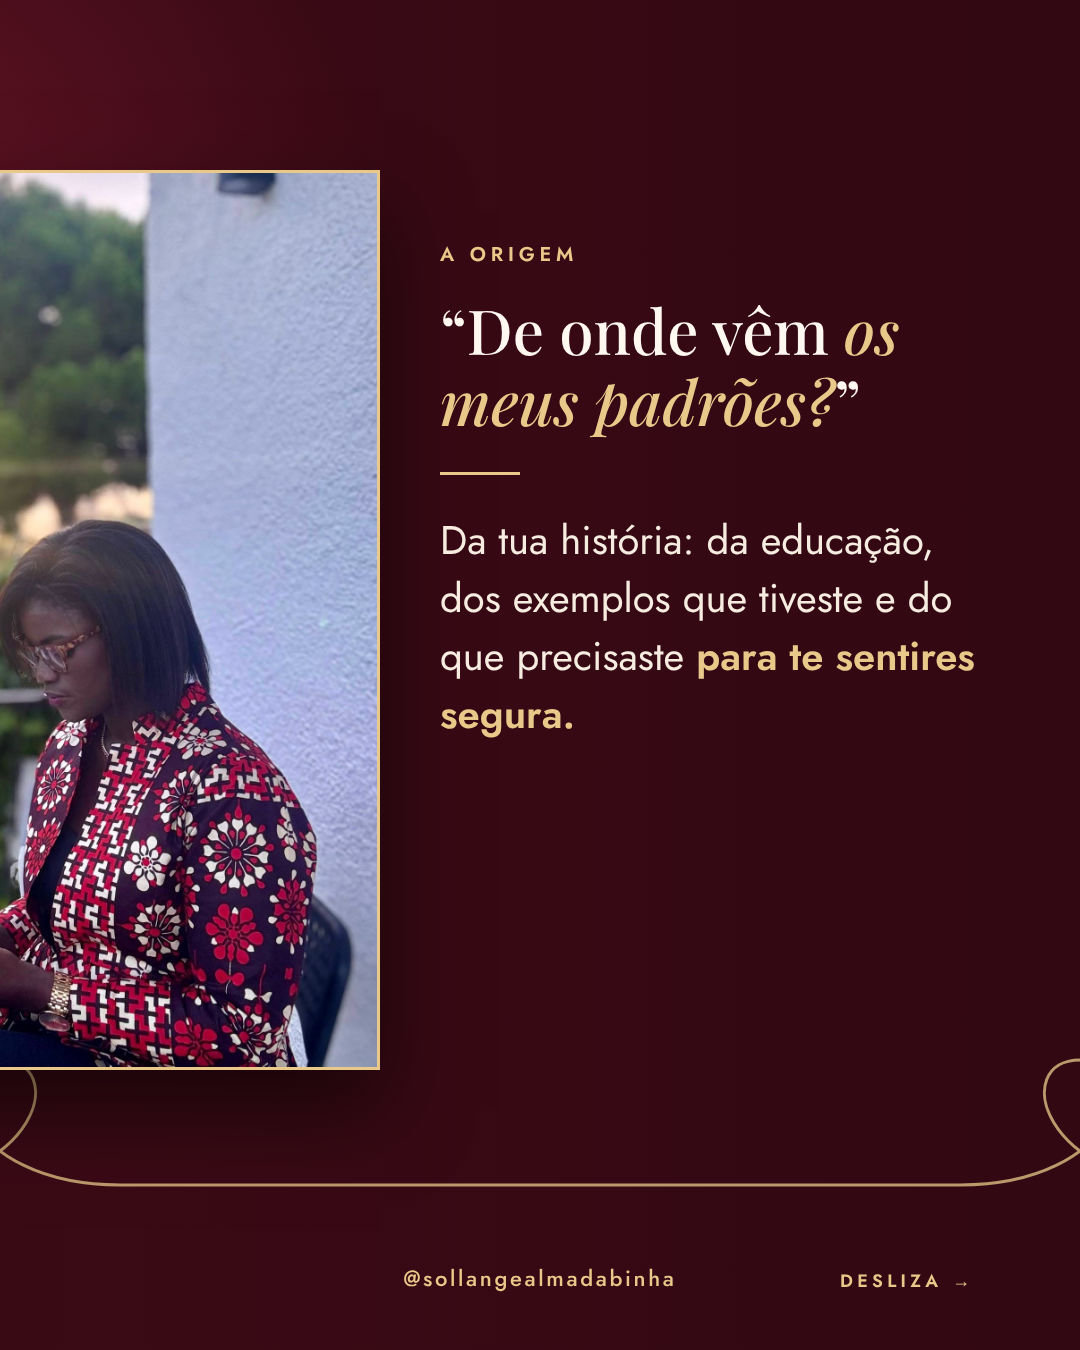 A ORIGEM
“De onde vêm os
meus padrões?”
Da tua história: da educação,
dos exemplos que tiveste e do
que precisaste para te sentires
segura.
@sollangealmadabinha
DESLIZA →